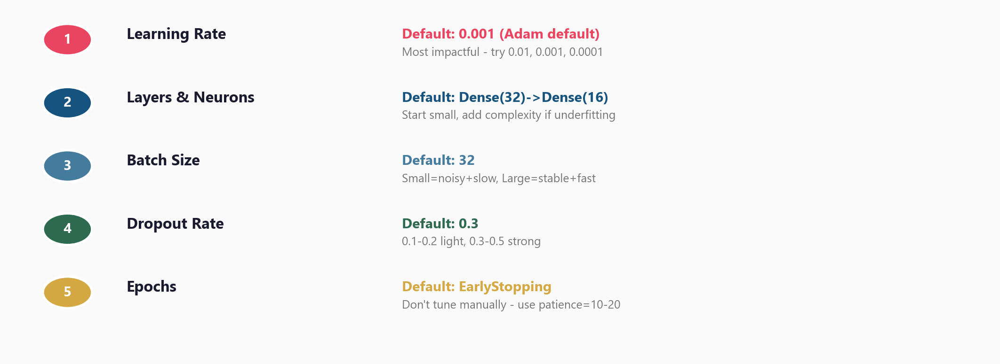 1
Learning Rate
Default: 0.001 (Adam default)
Most impactful - try 0.01, 0.001, 0.0001
2
Layers & Neurons
Default: Dense(32)->Dense(16)
Start small, add complexity if underfitting
3
Batch Size
Default: 32
Small=noisy+slow, Large=stable+fast
4
Dropout Rate
Default: 0.3
0.1-0.2 light, 0.3-0.5 strong
5
Epochs
Default: EarlyStopping
Don't tune manually - use patience=10-20